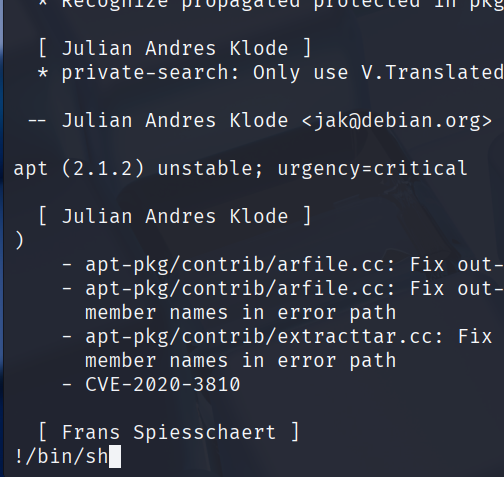 * Recognize propagated protected in pkg
[ Julian Andres Klode ]
* private-search: Only use V.Translated
-- Julian Andres Klode <jak@debian.org>
apt (2.1.2) unstable; urgency=critical
[ Julian Andres Klode ]
)
- apt-pkg/contrib/arfile.cc: Fix out-
- apt-pkg/contrib/arfile.cc: Fix out-
member names in error path
- apt-pkg/contrib/extracttar.cc: Fix
member names in error path
- CVE-2020-3810
[ Frans Spiesschaert ]
!/bin/sh